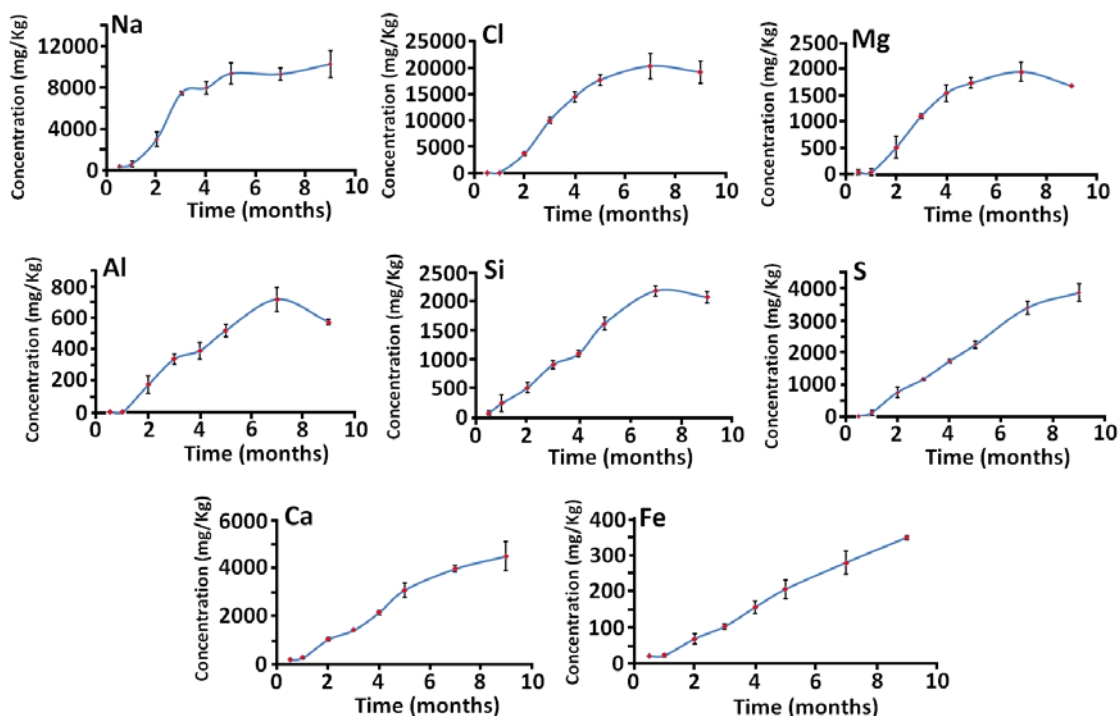 Na
Concentration (mg/Kg)
12000
8000
4000
0
0 2 4 6 8 10
Time (months)
Cl
Concentration (mg/Kg)
25000
20000
15000
10000
5000
0
0 2 4 6 8 10
Time (months)
Mg
Concentration (mg/Kg)
2000
1500
1000
500
0
0 2 4 6 8 10
Time (months)
Al
Concentration (mg/Kg)
800
600
400
200
0
0 2 4 6 8 10
Time (months)
Si
Concentration (mg/Kg)
2500
2000
1500
1000
500
0
0 2 4 6 8 10
Time (months)
S
Concentration (mg/Kg)
4000
3000
2000
1000
0
0 2 4 6 8 10
Time (months)
Ca
Concentration (mg/Kg)
6000
4000
2000
0
0 2 4 6 8 10
Time (months)
Fe
Concentration (mg/Kg)
400
300
200
100
0
0 2 4 6 8 10
Time (months)